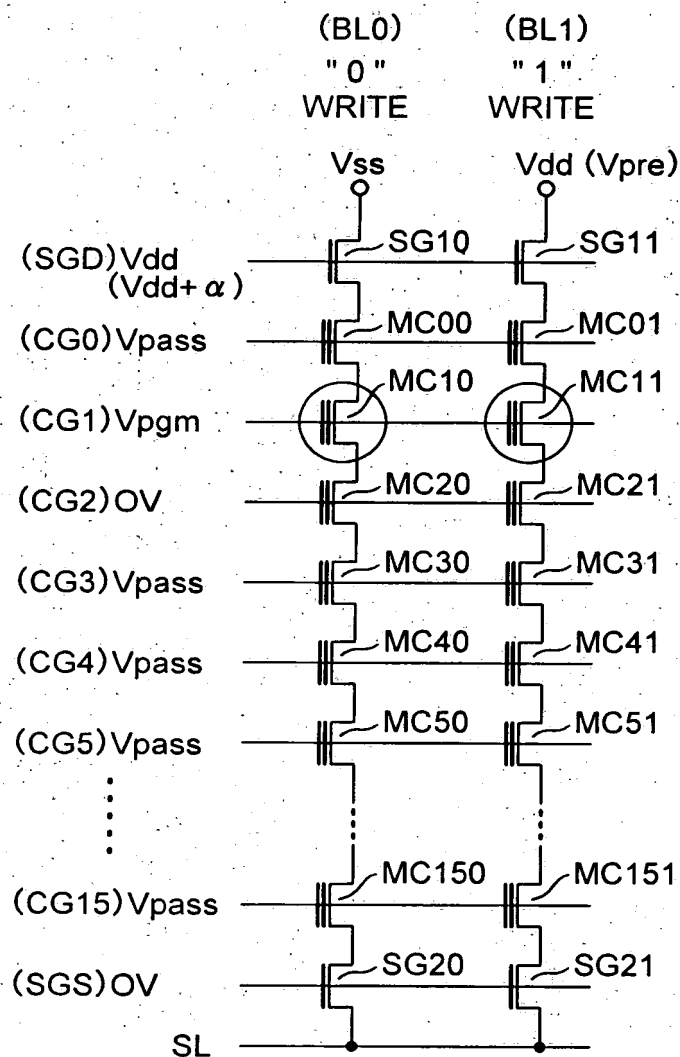 (BL0) (BL1)
"0" "1"
WRITE WRITE
Vss Vdd (Vpre)
(SGD)Vdd SG10 SG11
(Vdd+α)
(CG0)Vpass MC00 MC01
(CG1)Vpgm MC10 MC11
(CG2)OV MC20 MC21
(CG3)Vpass MC30 MC31
(CG4)Vpass MC40 MC41
(CG5)Vpass MC50 MC51
(CG15)Vpass MC150 MC151
(SGS)OV SG20 SG21
SL